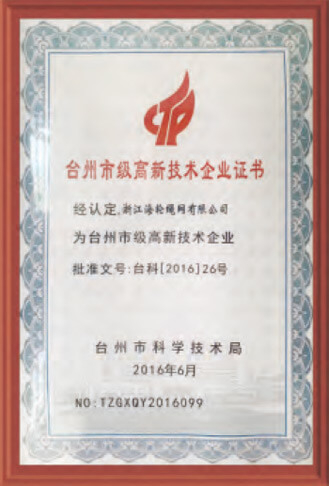 CTP
台州市级高新技术企业证书
经认定,浙江海轮绳网有限公司
为台州市级高新技术企业
批准文号:台科[2016]26号
台州市科学技术局
2016年6月
NO:TZGXQY2016099